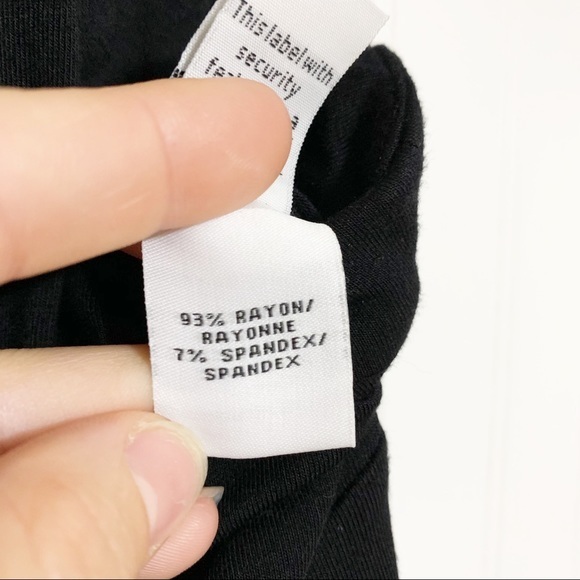 This label with
security
93% RAYON/
RAYONNE
7% SPANDEX/
SPANDEX